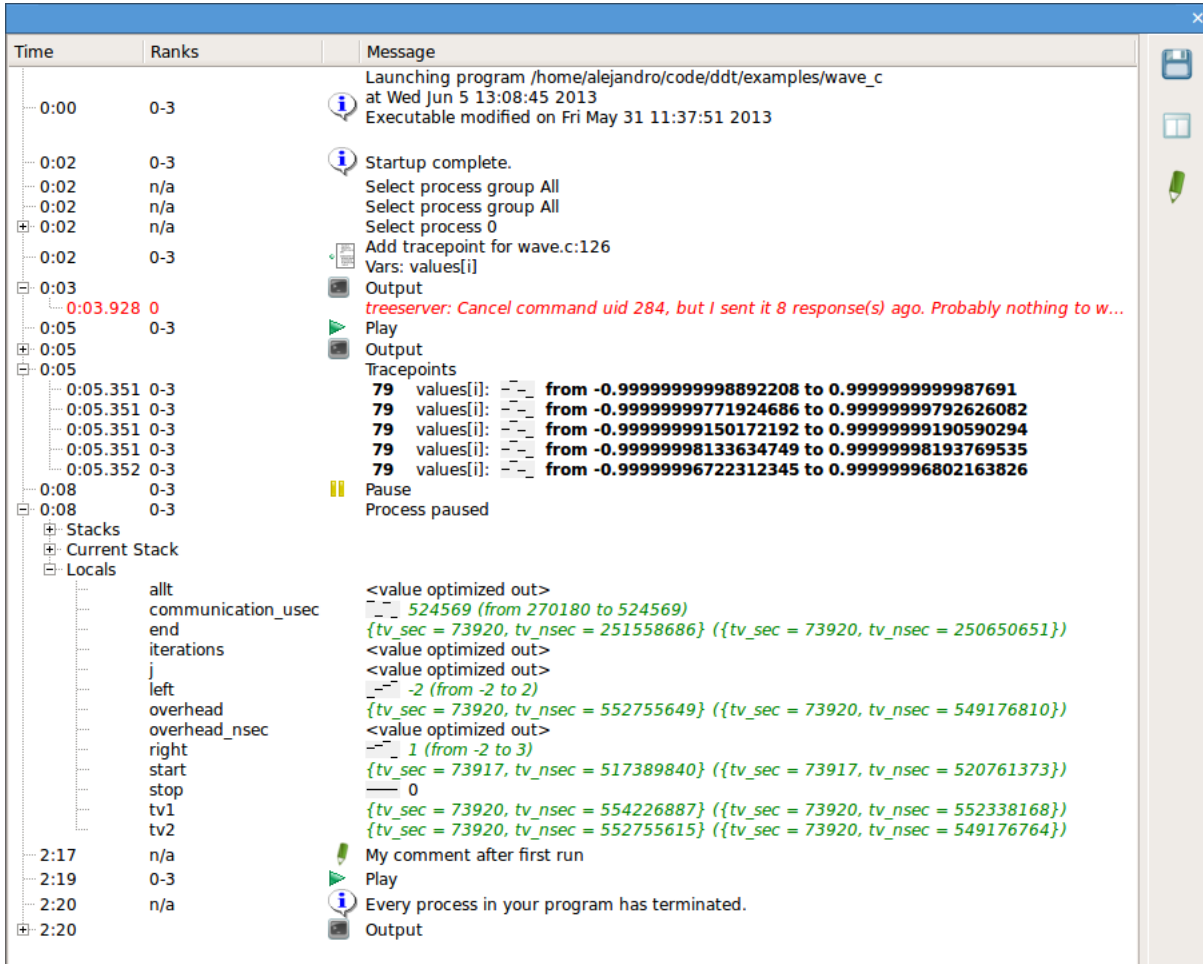 Time Ranks Message
Launching program /home/alejandro/code/ddt/examples/wave_c
at Wed Jun 5 13:08:45 2013
0:00 0-3
Executable modified on Fri May 31 11:37:51 2013
0:02 0-3 Startup complete.
0:02 n/a Select process group All
0:02 n/a Select process group All
0:02 n/a Select process 0
Add tracepoint for wave.c:126
0:02 0-3
Vars: values[i]
0:03 Output
0:03.928 0 treeserver: Cancel command uid 284, but I sent it 8 response(s) ago. Probably nothing to w...
0:05 0-3 Play
0:05 Output
0:05 Tracepoints
0:05.351 0-3 79 values[i]: from -0.99999999998892208 to 0.9999999999987691
0:05.351 0-3 79 values[i]: from -0.99999999771924686 to 0.99999999792626082
0:05.351 0-3 79 values[i]: from -0.99999999150172192 to 0.99999999190590294
0:05.351 0-3 79 values[i]: from -0.99999998133634749 to 0.99999998193769535
0:05.352 0-3 79 values[i]: from -0.99999996722312345 to 0.99999996802163826
0:08 0-3 Pause
0:08 0-3 Process paused
Stacks
Current Stack
Locals
allt <value optimized out>
communication_usec 524569 (from 270180 to 524569)
end {tv_sec = 73920, tv_nsec = 251558686} ({tv_sec = 73920, tv_nsec = 250650651})
iterations <value optimized out>
j <value optimized out>
left -2 (from -2 to 2)
overhead {tv_sec = 73920, tv_nsec = 552755649} ({tv_sec = 73920, tv_nsec = 549176810})
overhead_nsec <value optimized out>
right 1 (from -2 to 3)
start {tv_sec = 73917, tv_nsec = 517389840} ({tv_sec = 73917, tv_nsec = 520761373})
stop 0
tv1 {tv_sec = 73920, tv_nsec = 554226887} ({tv_sec = 73920, tv_nsec = 552338168})
tv2 {tv_sec = 73920, tv_nsec = 552755615} ({tv_sec = 73920, tv_nsec = 549176764})
2:17 n/a My comment after first run
2:19 0-3 Play
2:20 n/a Every process in your program has terminated.
2:20 Output